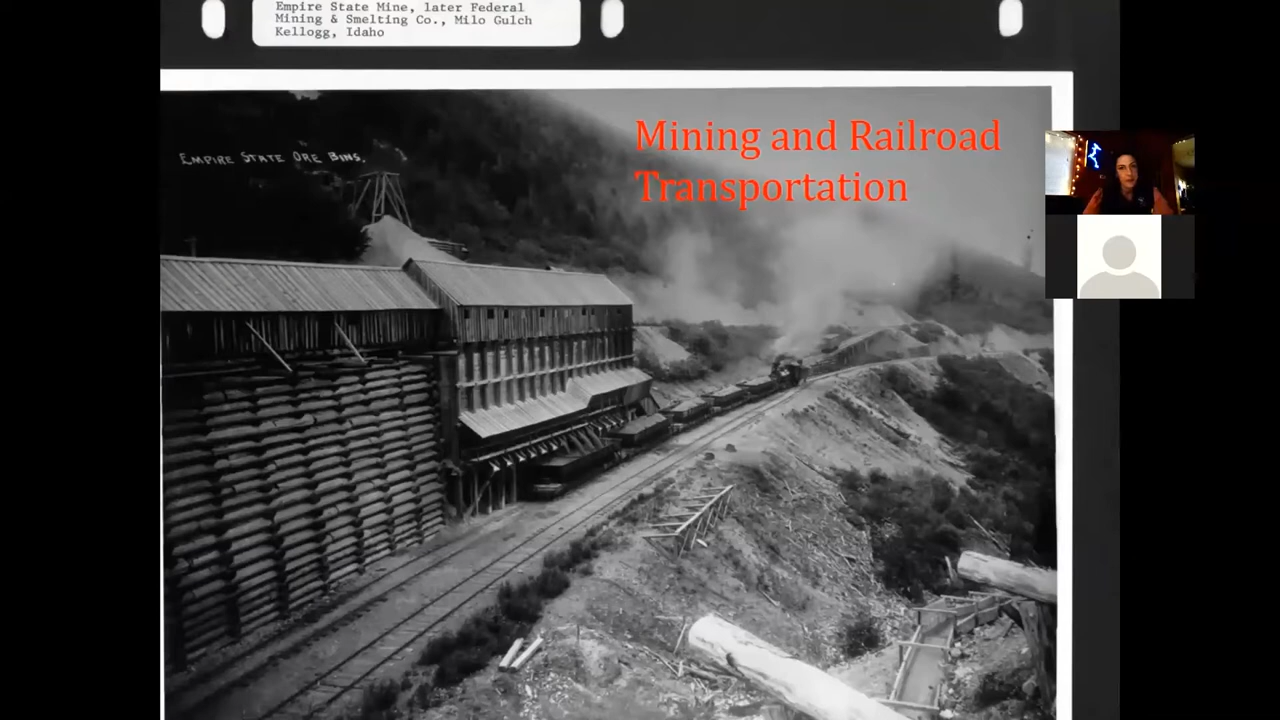 Empire State Mine, later Federal
Mining & Smelting Co., Milo Gulch
Kellogg, Idaho
Mining and Railroad
Transportation
EMPIRE STATE ORE BINS.